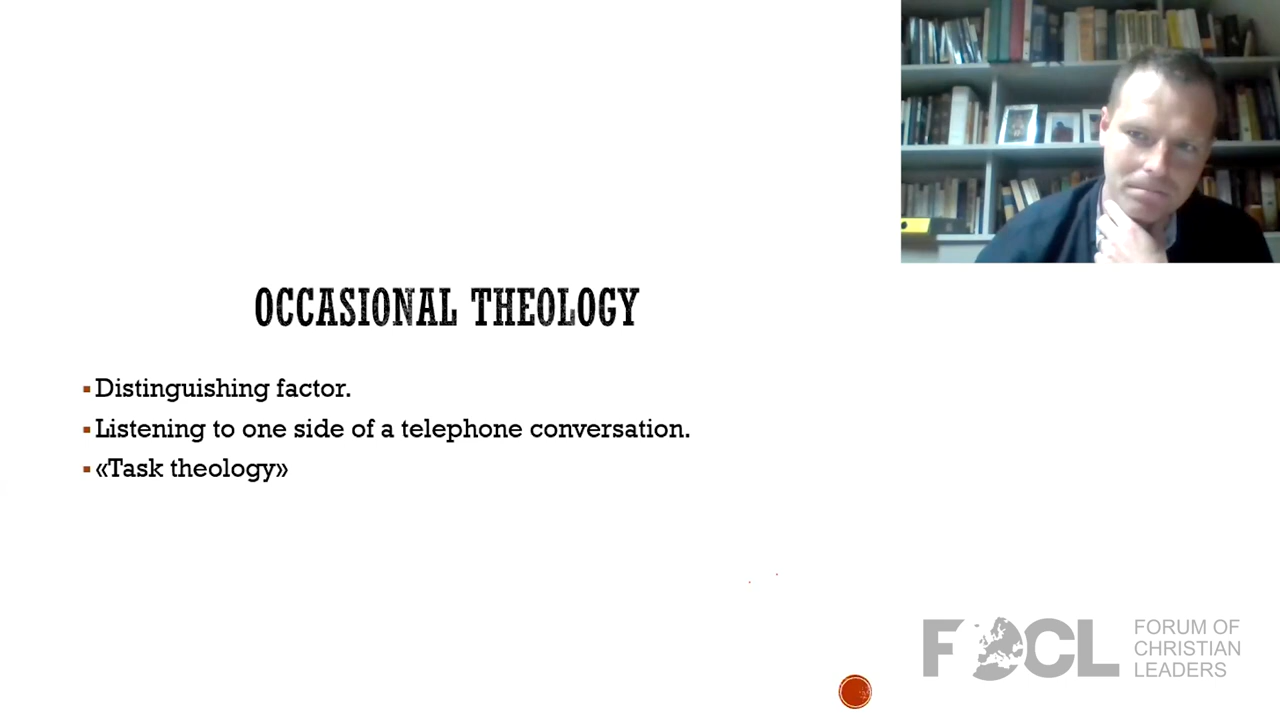 OCCASIONAL THEOLOGY
▪Distinguishing factor.
▪Listening to one side of a telephone conversation.
▪«Task theology»
FOCL FORUM OF
CHRISTIAN
LEADERS